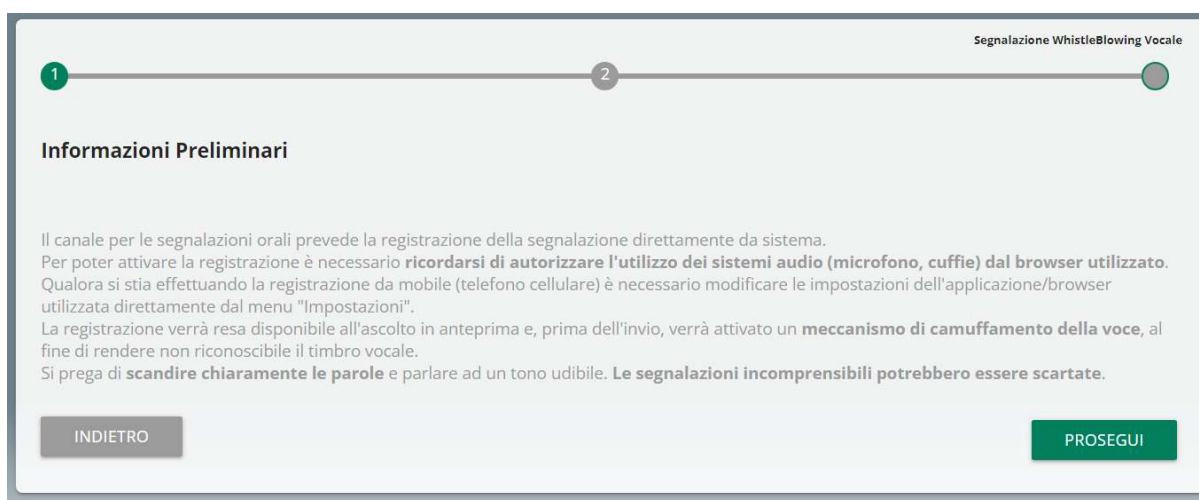 Segnalazione WhistleBlowing Vocale
1
2
Informazioni Preliminari
Il canale per le segnalazioni orali prevede la registrazione della segnalazione direttamente da sistema.
Per poter attivare la registrazione è necessario ricordarsi di autorizzare l'utilizzo dei sistemi audio (microfono, cuffie) dal browser utilizzato.
Qualora si stia effettuando la registrazione da mobile (telefono cellulare) è necessario modificare le impostazioni dell'applicazione/browser
utilizzata direttamente dal menu "Impostazioni".
La registrazione verrà resa disponibile all'ascolto in anteprima e, prima dell'invio, verrà attivato un meccanismo di camuffamento della voce, al
fine di rendere non riconoscibile il timbro vocale.
Si prega di scandire chiaramente le parole e parlare ad un tono udibile. Le segnalazioni incomprensibili potrebbero essere scartate.
INDIETRO
PROSEGUI